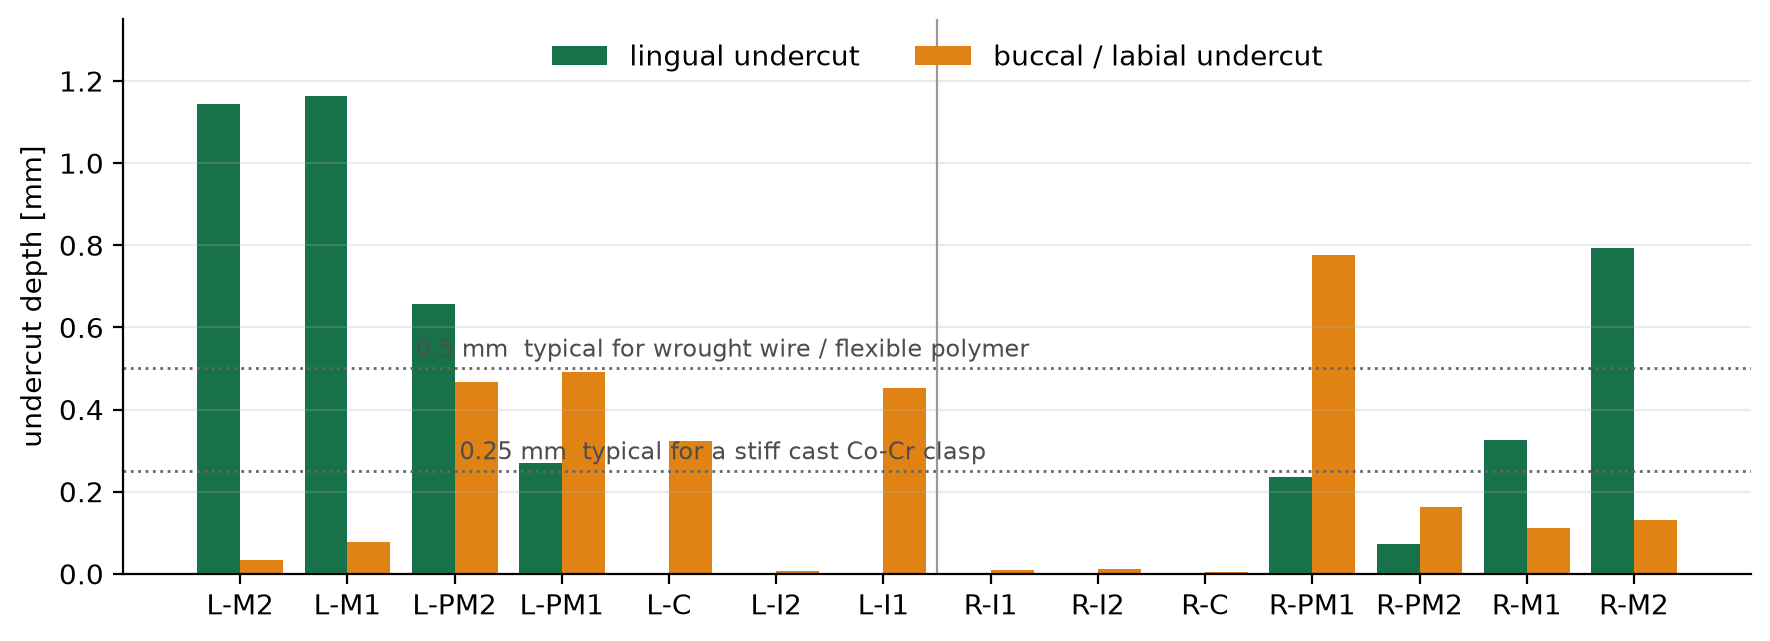 lingual undercut
buccal / labial undercut
undercut depth [mm]
1.2
1.0
0.8
0.6
0.4
0.2
0.0
0.5 mm typical for wrought wire / flexible polymer
0.25 mm typical for a stiff cast Co-Cr clasp
L-M2 L-M1 L-PM2 L-PM1 L-C L-I2 L-I1 R-I1 R-I2 R-C R-PM1 R-PM2 R-M1 R-M2